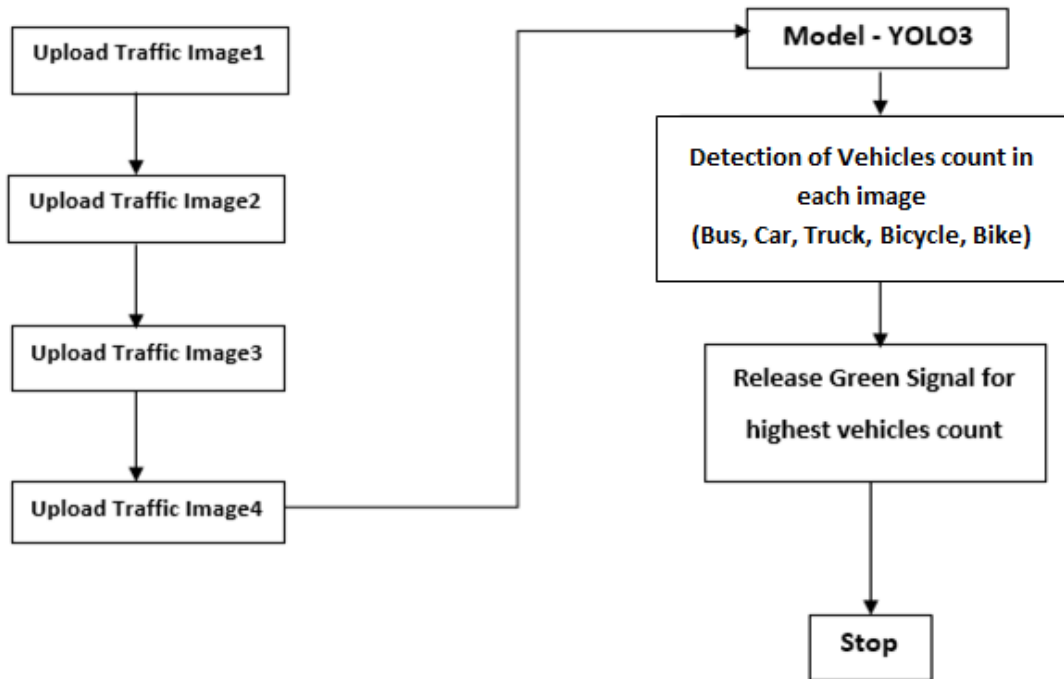 Upload Traffic Image1
Upload Traffic Image2
Upload Traffic Image3
Upload Traffic Image4
Model - YOLO3
Detection of Vehicles count in
each image
(Bus, Car, Truck, Bicycle, Bike)
Release Green Signal for
highest vehicles count
Stop